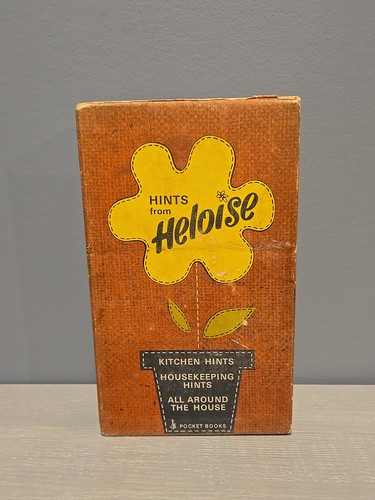 HINTS
from
Heloise
KITCHEN HINTS
HOUSEKEEPING
HINTS
ALL AROUND
THE HOUSE
POCKET BOOKS